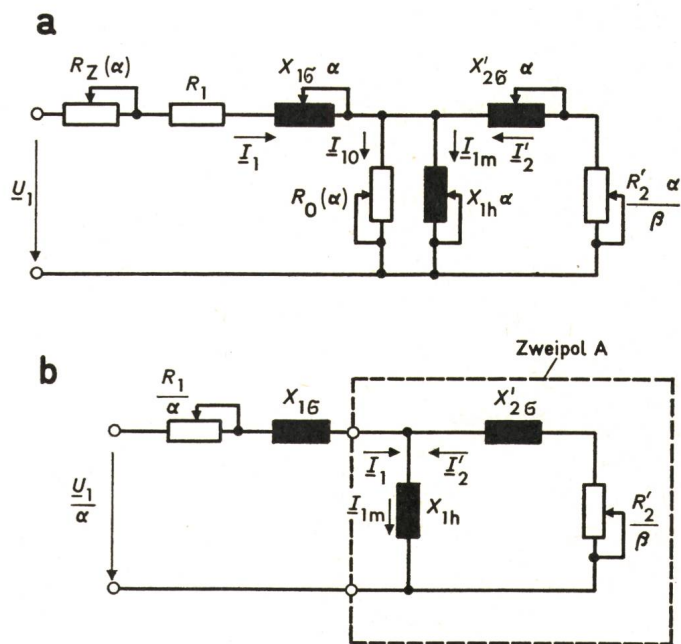 a
R_Z(α)
R_1
X_1σ α
X'_2σ α
I_1
I_10
I_1m
I'_2
U_1
R_0(α)
X_1h α
R'_2 α
β
Zweipol A
b
R_1
α
X_1σ
X'_2σ
I_1
I'_2
U_1
α
I_1m
X_1h
R'_2
β